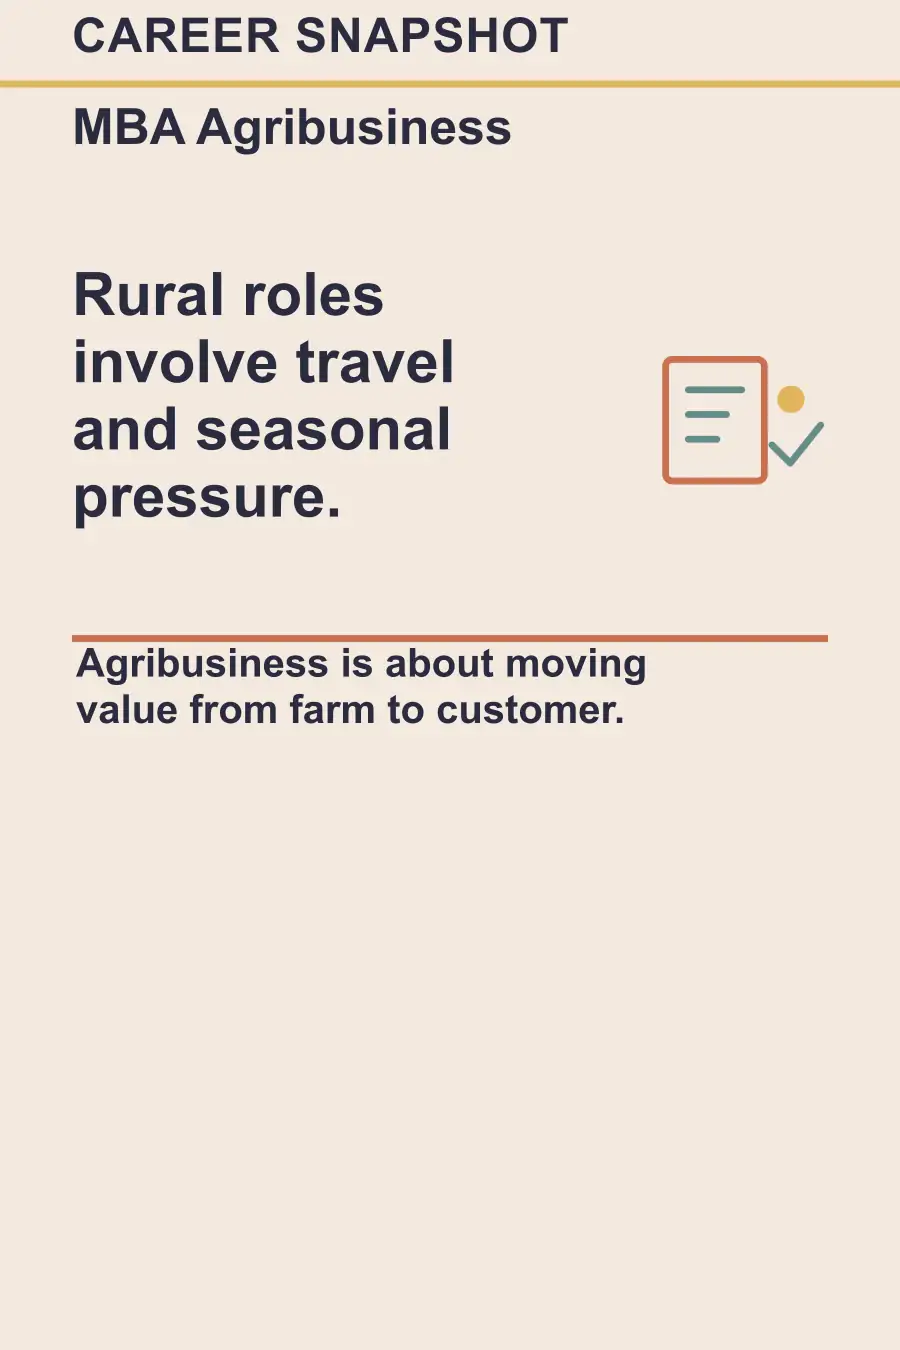 CAREER SNAPSHOT
MBA Agribusiness
Rural roles
involve travel
and seasonal
pressure.
Agribusiness is about moving
value from farm to customer.